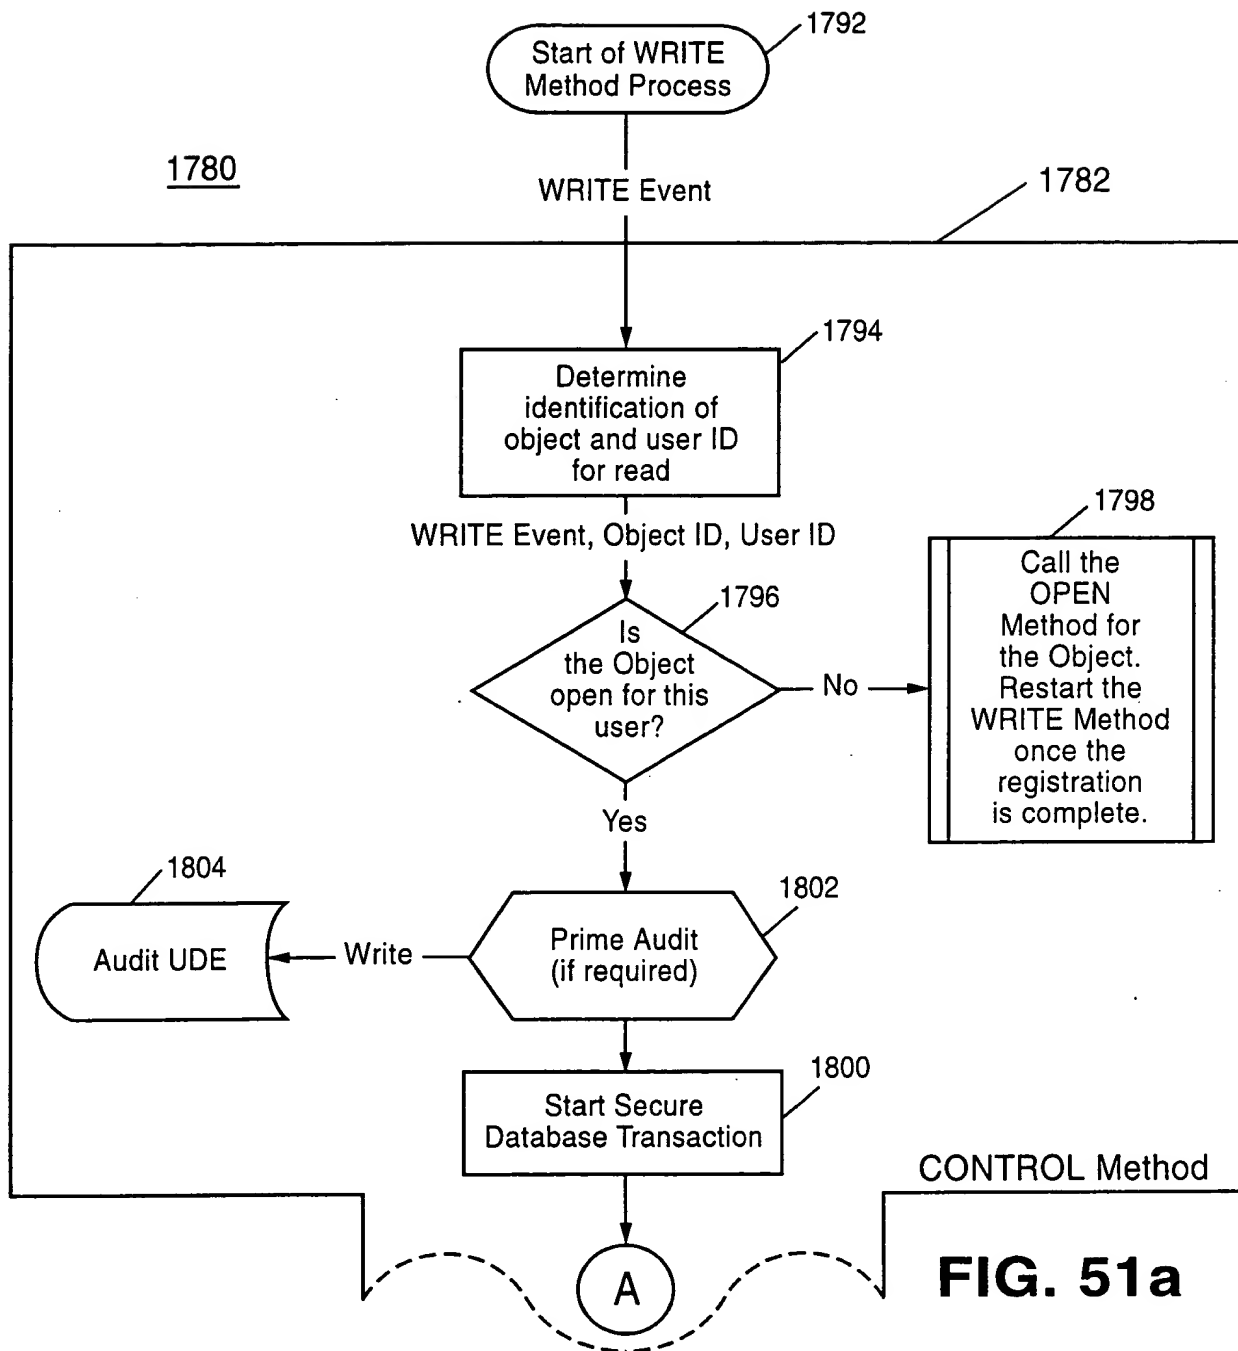 1792
Start of WRITE
Method Process
1780
WRITE Event
1782
1794
Determine
identification of
object and user ID
for read
WRITE Event, Object ID, User ID
1798
Call the
OPEN
Method for
the Object.
Restart the
WRITE Method
once the
registration
is complete.
1796
Is
the Object
open for this
user?
No
Yes
1804
Audit UDE
Write
1802
Prime Audit
(if required)
1800
Start Secure
Database Transaction
CONTROL Method
A
FIG. 51a